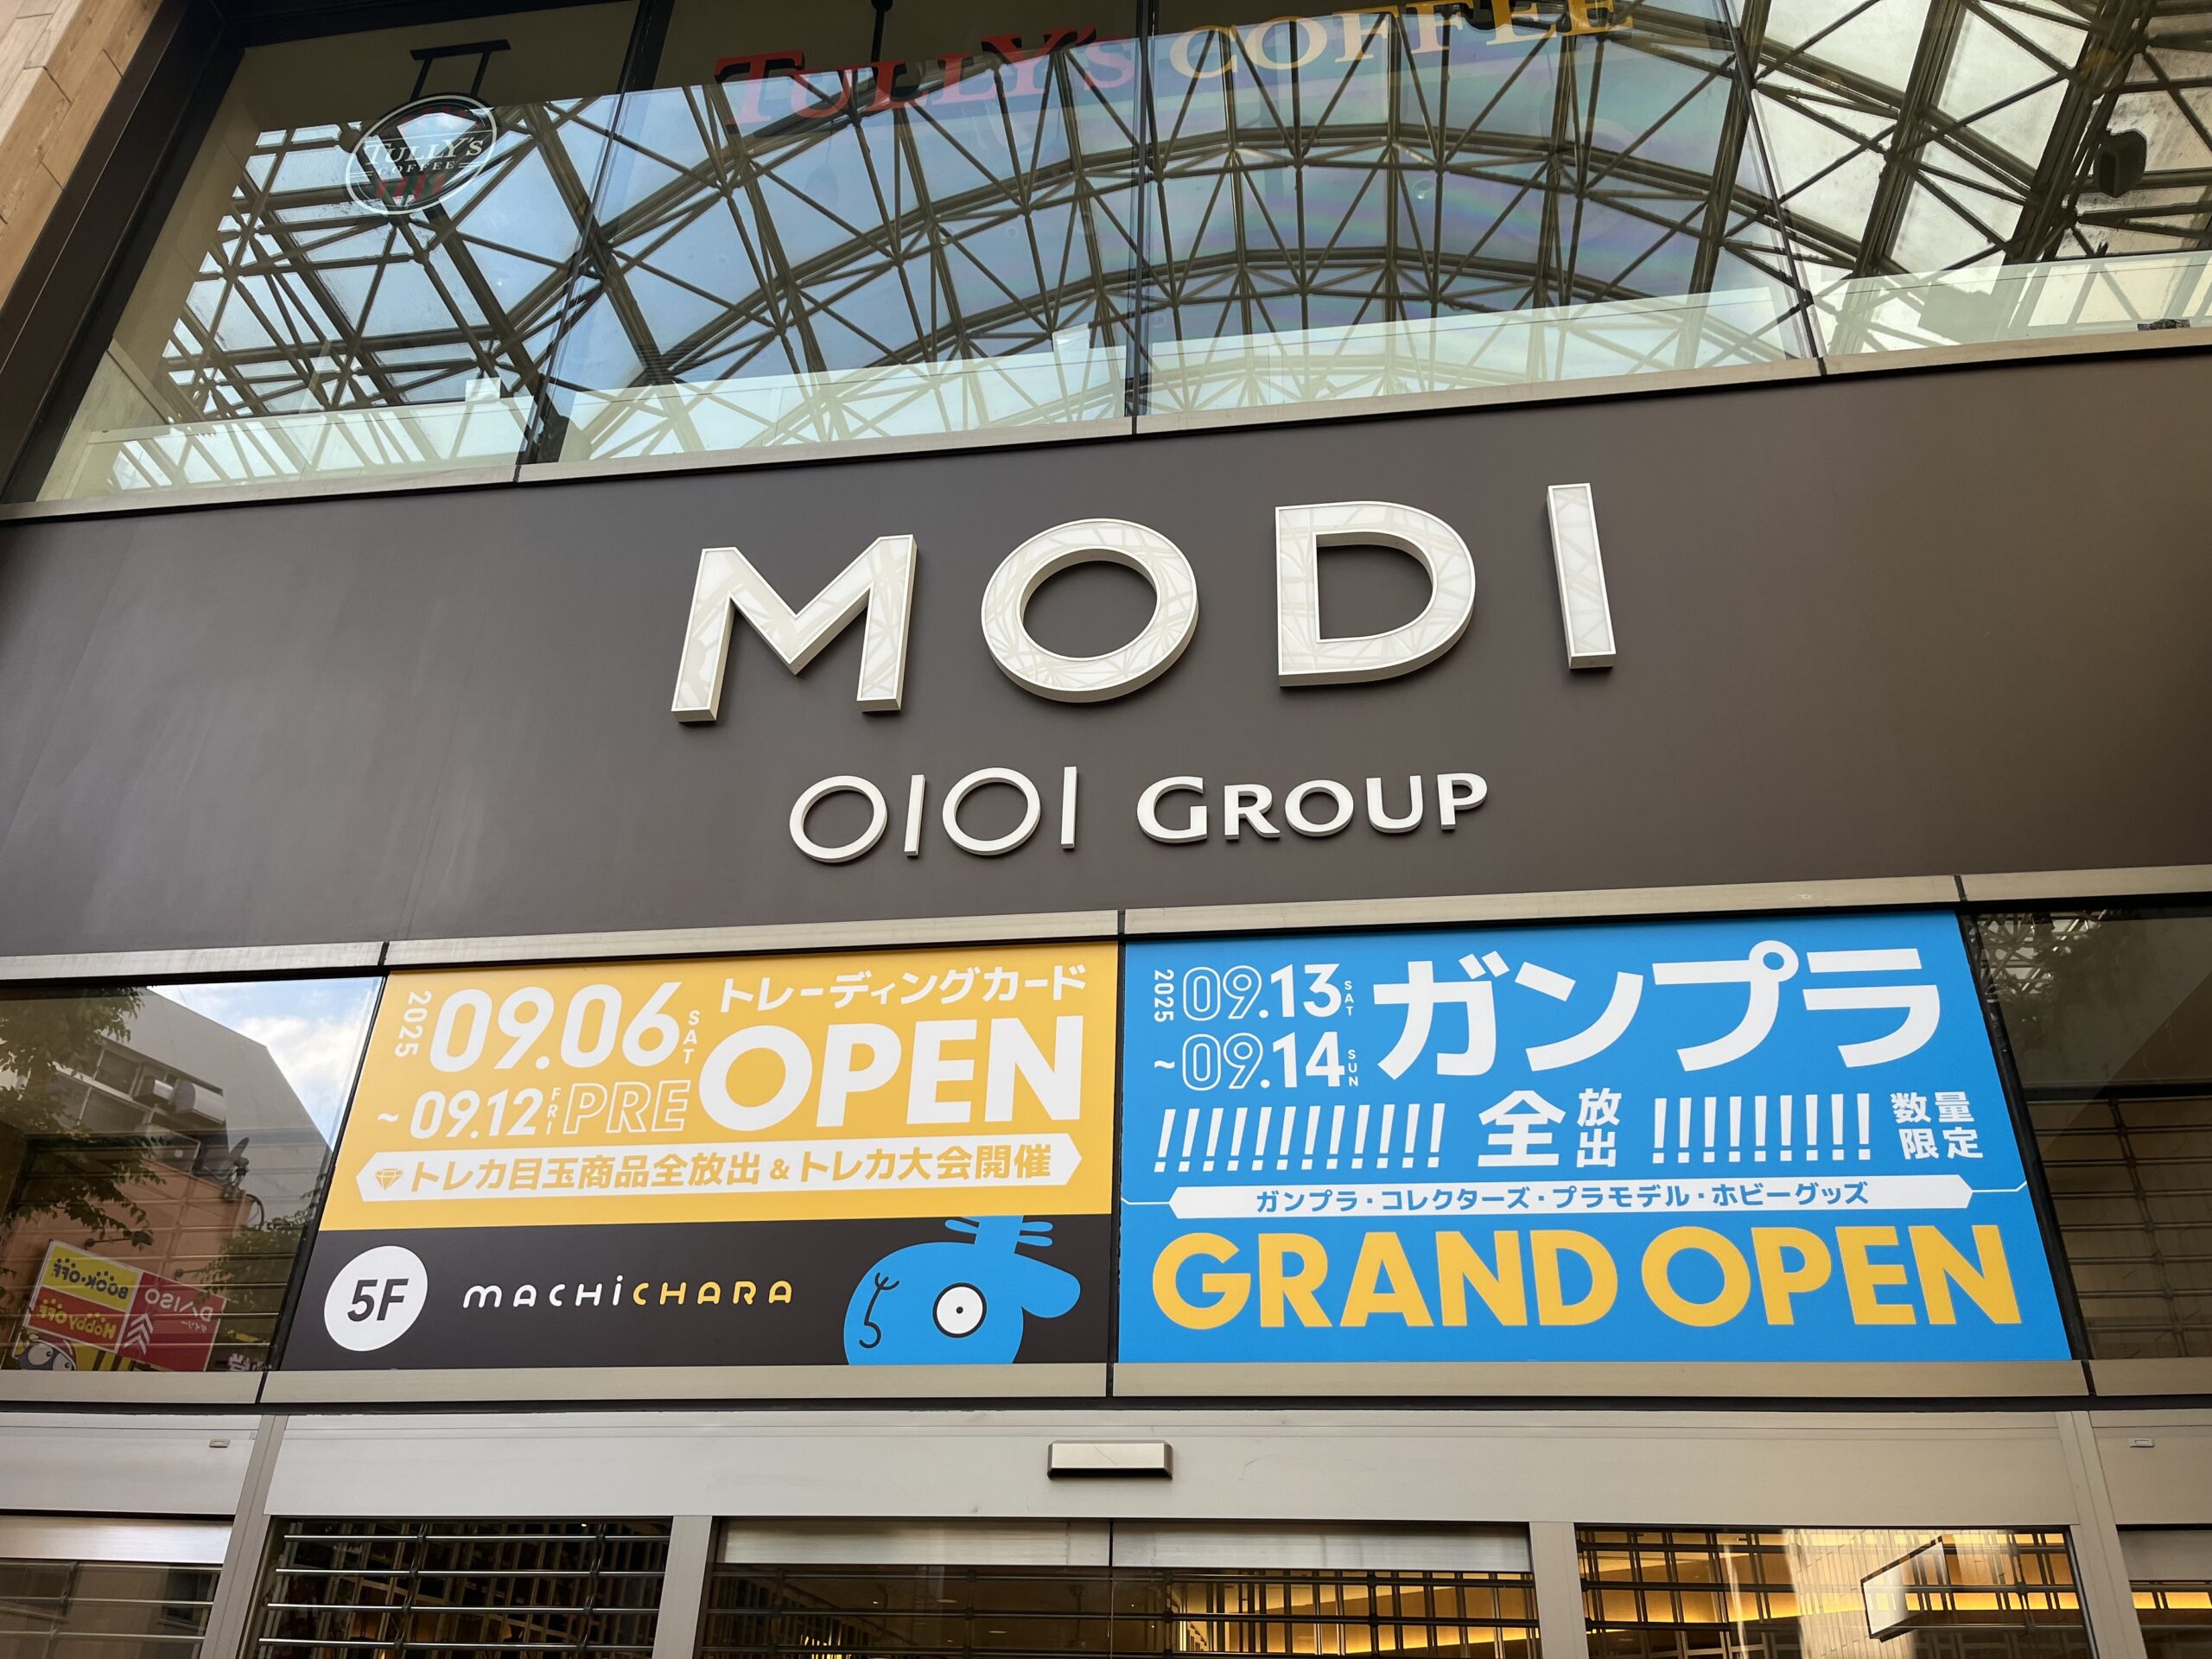 TULLY'S COFFEE
TULLY'S
COFFEE
MODI
OIOI GROUP
2025 09.06 SAT
~ 09.12 FRI
トレーディングカード
PRE OPEN
トレカ目玉商品全放出 & トレカ大会開催
5F MACHiCHARA
2025 09.13 SAT
~ 09.14 SUN
ガンプラ
!!!!!!!!!!!! 全放出 !!!!!!!!! 数量限定
ガンプラ・コレクターズ・プラモデル・ホビーグッズ
GRAND OPEN
BOOK・OFF
DAISO
Hobby OFF